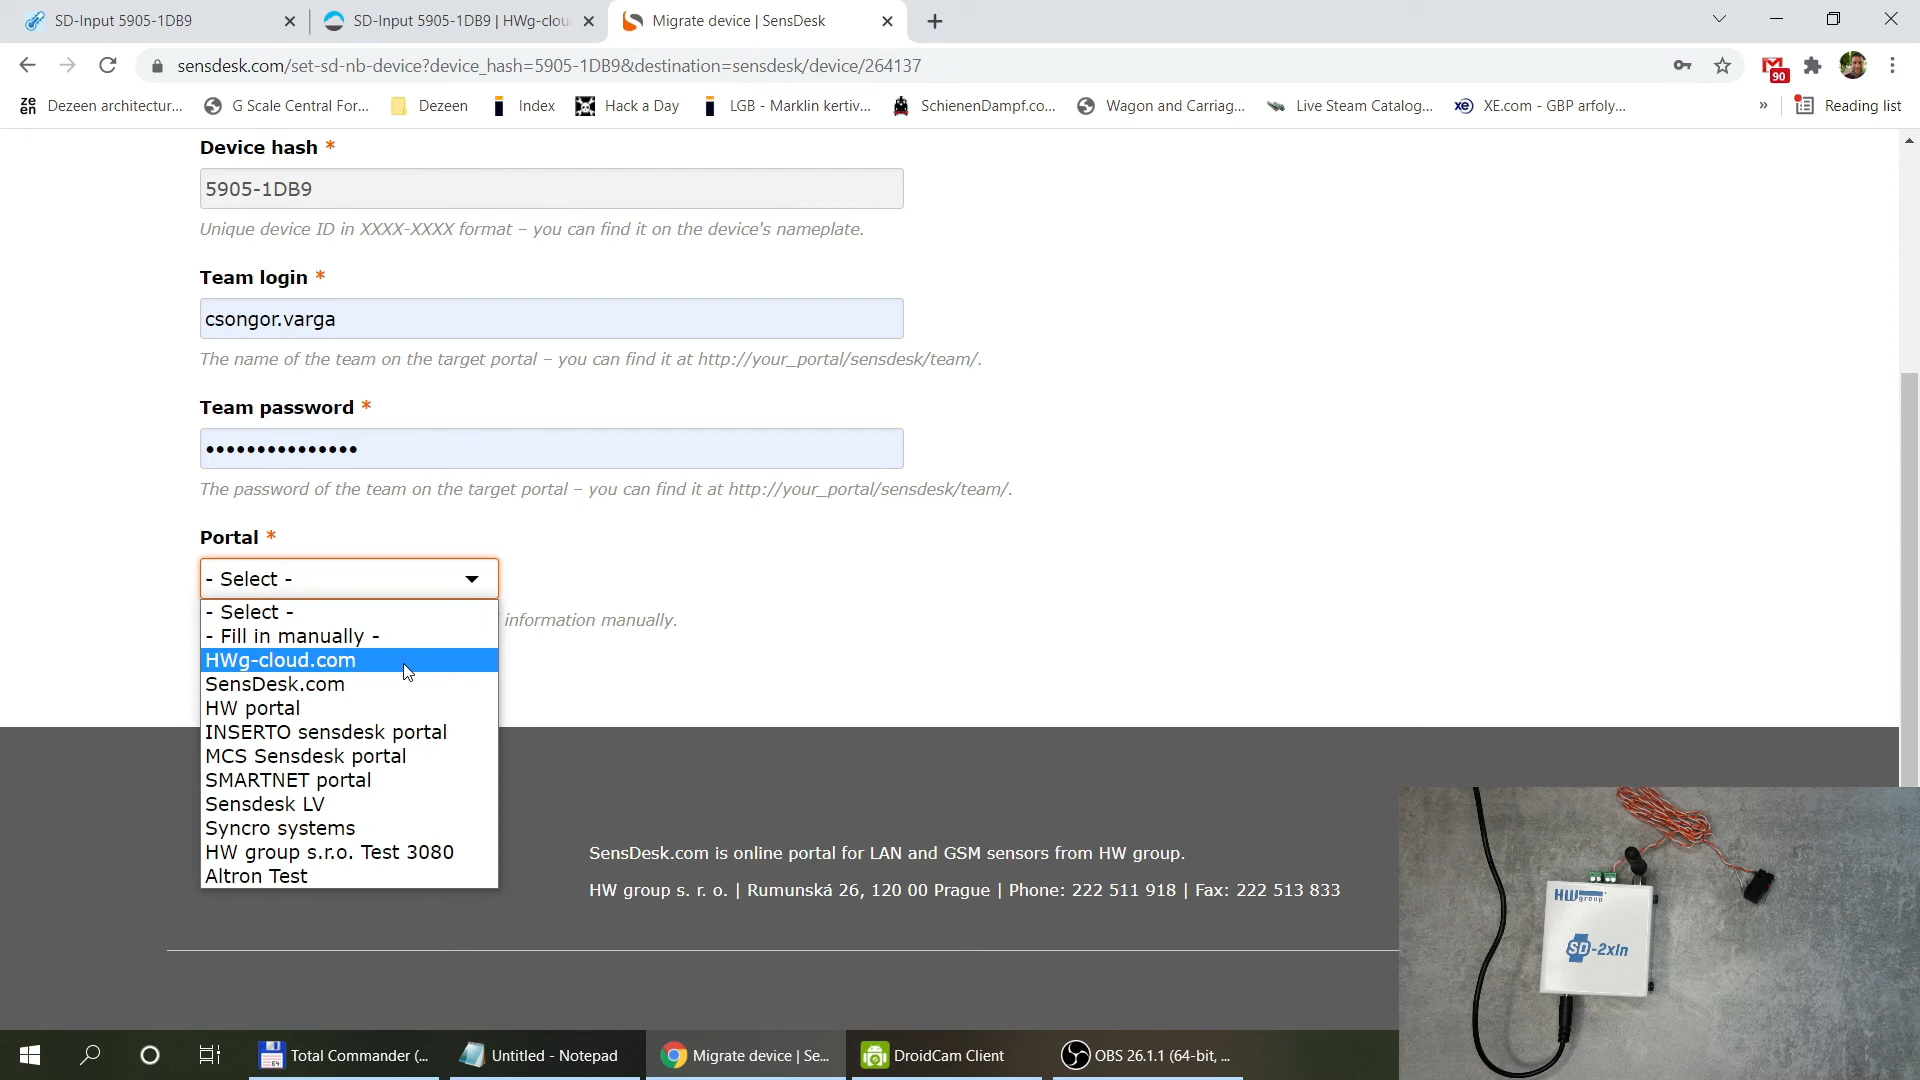 SD-Input 5905-1DB9
SD-Input 5905-1DB9 | HWg-clou
Migrate device | SensDesk
sensdesk.com/set-sd-nb-device?device_hash=5905-1DB9&destination=sensdesk/device/264137
90
ze
en
Dezeen architectur...
G Scale Central For...
Dezeen
Index
Hack a Day
LGB - Marklin kertiv...
SchienenDampf.co...
Wagon and Carriag...
Live Steam Catalog...
xe
XE.com - GBP arfoly...
»
Reading list
Device hash *
5905-1DB9
Unique device ID in XXXX-XXXX format – you can find it on the device's nameplate.
Team login *
csongor.varga
The name of the team on the target portal – you can find it at http://your_portal/sensdesk/team/.
Team password *
•••••••••••••••
The password of the team on the target portal – you can find it at http://your_portal/sensdesk/team/.
Portal *
- Select -
- Select -
information manually.
- Fill in manually -
HWg-cloud.com
SensDesk.com
HW portal
INSERTO sensdesk portal
MCS Sensdesk portal
SMARTNET portal
Sensdesk LV
Syncro systems
HW group s.r.o. Test 3080
Altron Test
SensDesk.com is online portal for LAN and GSM sensors from HW group.
HW group s. r. o. | Rumunská 26, 120 00 Prague | Phone: 222 511 918 | Fax: 222 513 833
HW
group
SD-2xIn
64
Total Commander (...
Untitled - Notepad
Migrate device | Se...
DroidCam Client
OBS 26.1.1 (64-bit, ...